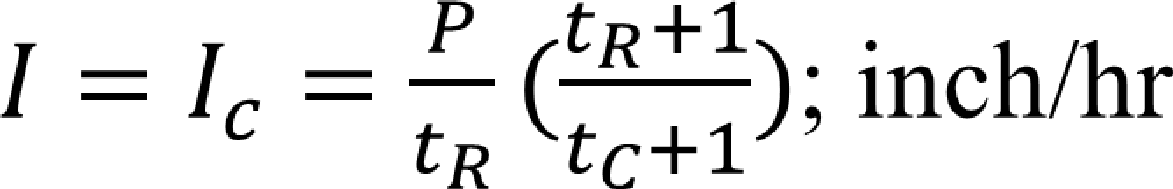 I = I_C = \frac{P}{t_R} (\frac{t_R+1}{t_C+1}); inch/hr